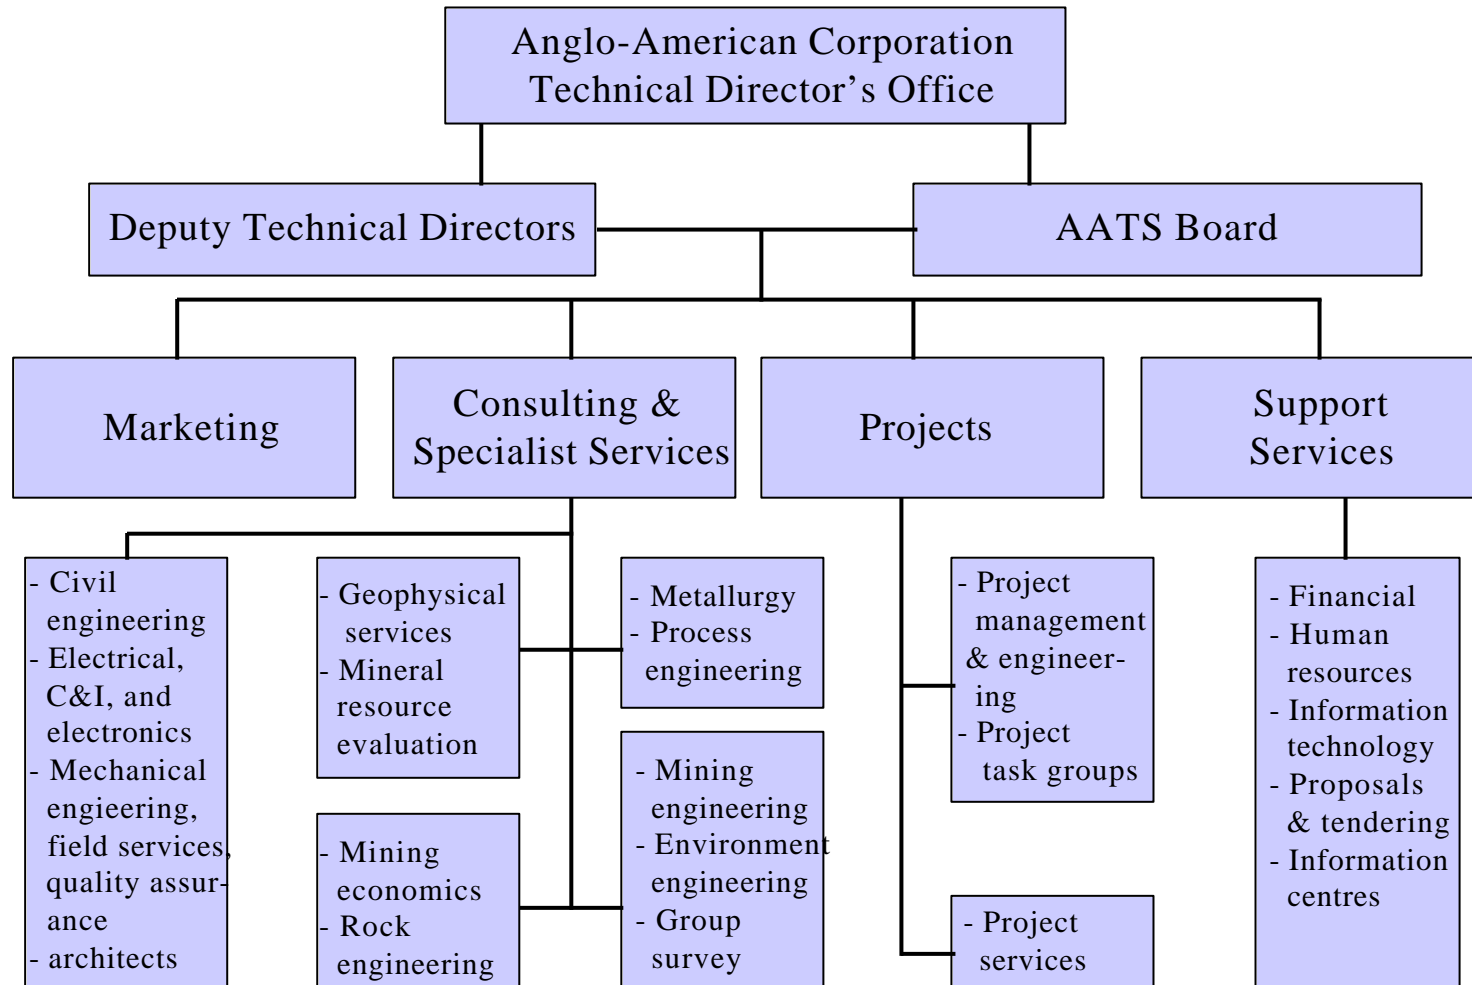 Anglo-American Corporation
Technical Director’s Office
Deputy Technical Directors
AATS Board
Marketing
Consulting &
Specialist Services
Projects
Support
Services
- Civil
engineering
- Electrical,
C&I, and
electronics
- Mechanical
engieering,
field services,
quality assur-
ance
- architects
- Geophysical
services
- Mineral
resource
evaluation
- Metallurgy
- Process
engineering
- Mining
economics
- Rock
engineering
- Mining
engineering
- Environment
engineering
- Group
survey
- Project
management
& engineer-
ing
- Project
task groups
- Project
services
- Financial
- Human
resources
- Information
technology
- Proposals
& tendering
- Information
centres